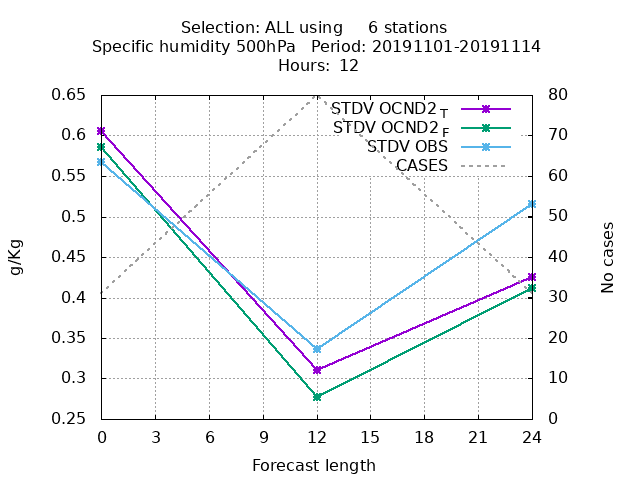 Selection: ALL using     6 stations
Specific humidity 500hPa   Period: 20191101-20191114
Hours:  12
0.65
0.6
0.55
0.5
0.45
0.4
0.35
0.3
0.25
g/Kg
STDV OCND2 T
STDV OCND2 F
STDV OBS
CASES
80
70
60
50
40
30
20
10
0
No cases
0 3 6 9 12 15 18 21 24
Forecast length